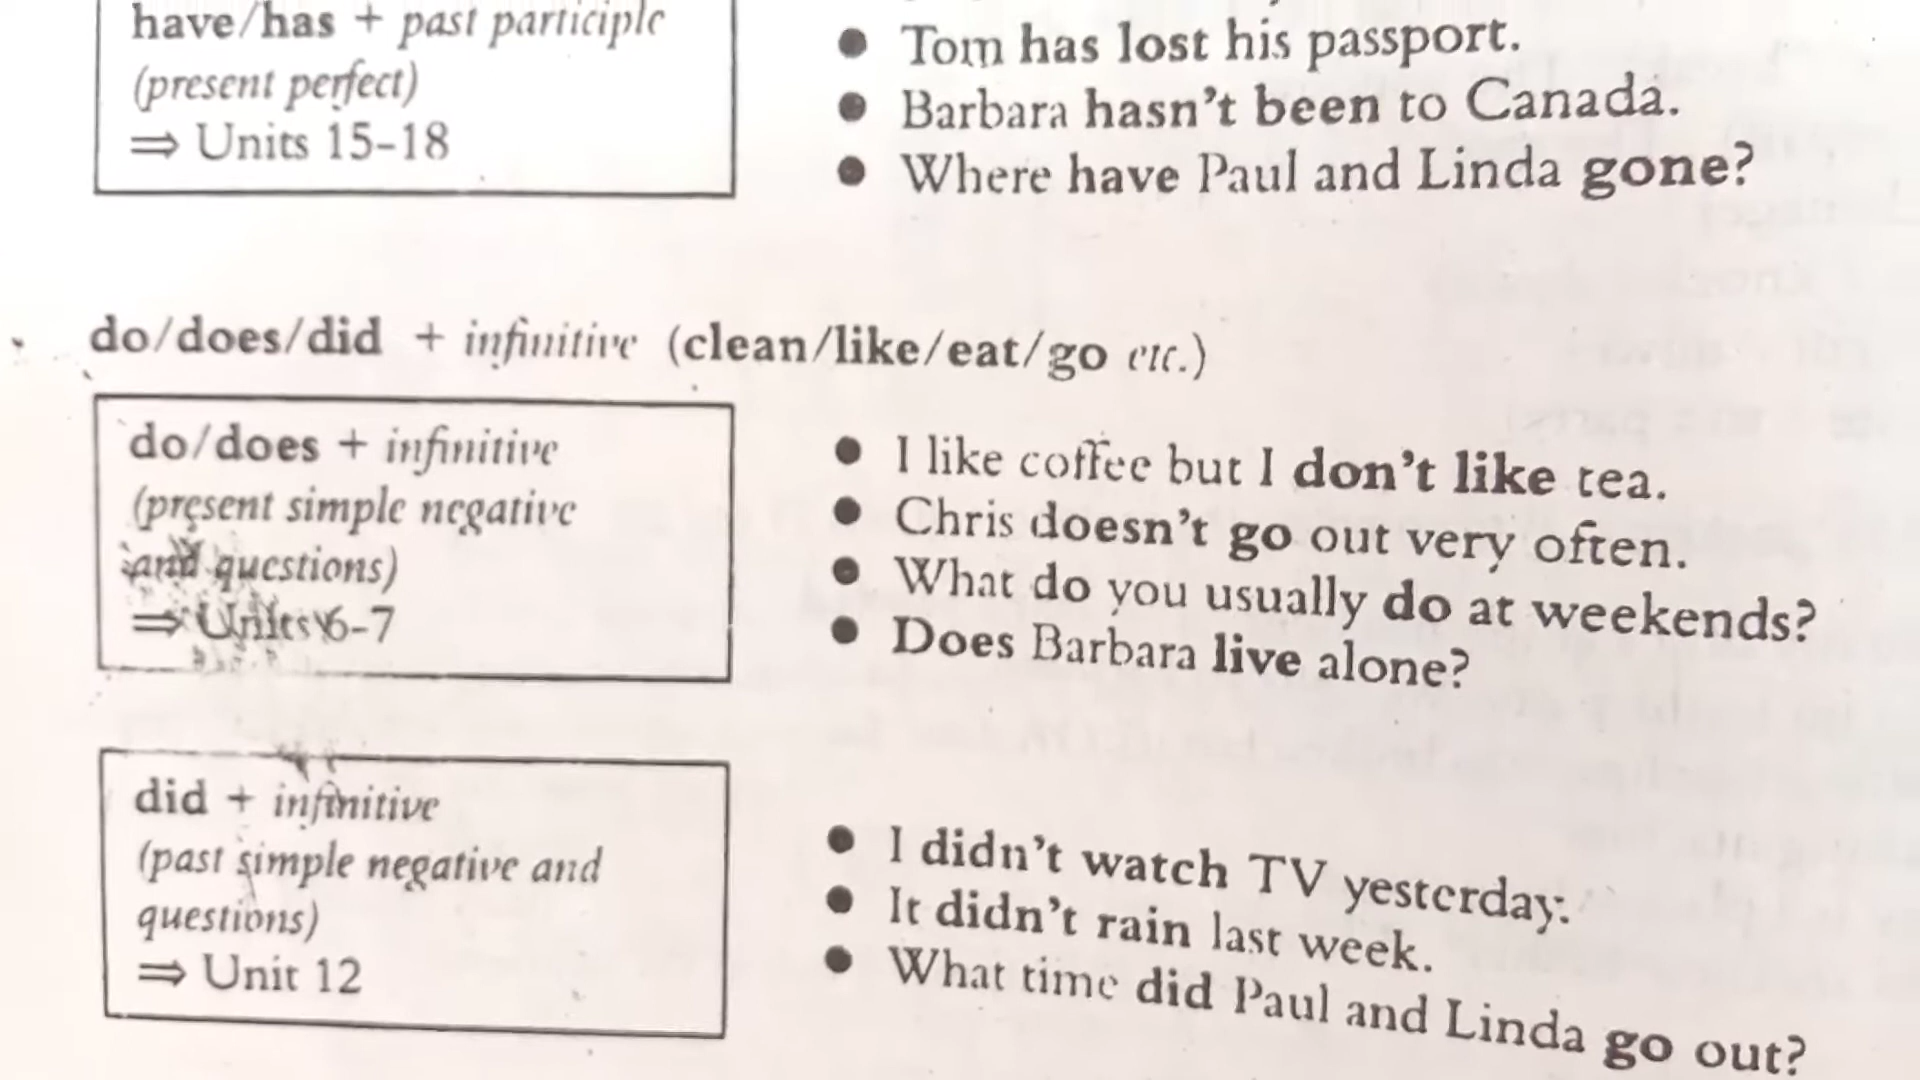 have/has + past participle
(present perfect)
⇒ Units 15–18
● Tom has lost his passport.
● Barbara hasn't been to Canada.
● Where have Paul and Linda gone?
do/does/did + infinitive (clean/like/eat/go etc.)
do/does + infinitive
(present simple negative
and questions)
⇒ Units 6–7
● I like coffee but I don't like tea.
● Chris doesn't go out very often.
● What do you usually do at weekends?
● Does Barbara live alone?
did + infinitive
(past simple negative and
questions)
⇒ Unit 12
● I didn't watch TV yesterday.
● It didn't rain last week.
● What time did Paul and Linda go out?